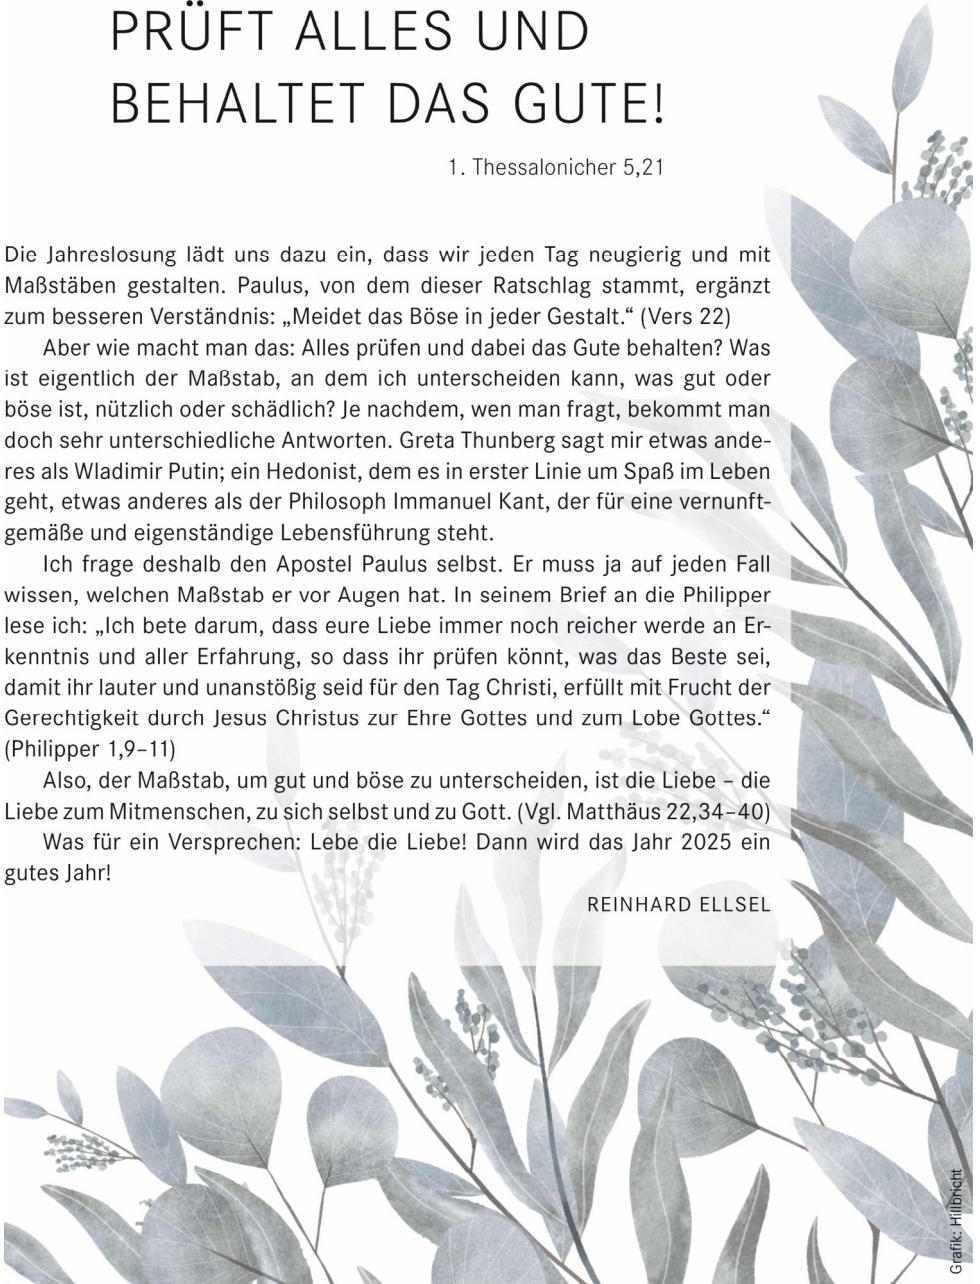 PRÜFT ALLES UND
BEHALTET DAS GUTE!
1. Thessalonicher 5,21
Die Jahreslosung lädt uns dazu ein, dass wir jeden Tag neugierig und mit
Maßstäben gestalten. Paulus, von dem dieser Ratschlag stammt, ergänzt
zum besseren Verständnis: „Meidet das Böse in jeder Gestalt.“ (Vers 22)
Aber wie macht man das: Alles prüfen und dabei das Gute behalten? Was
ist eigentlich der Maßstab, an dem ich unterscheiden kann, was gut oder
böse ist, nützlich oder schädlich? Je nachdem, wen man fragt, bekommt man
doch sehr unterschiedliche Antworten. Greta Thunberg sagt mir etwas ande-
res als Wladimir Putin; ein Hedonist, dem es in erster Linie um Spaß im Leben
geht, etwas anderes als der Philosoph Immanuel Kant, der für eine vernunft-
gemäße und eigenständige Lebensführung steht.
Ich frage deshalb den Apostel Paulus selbst. Er muss ja auf jeden Fall
wissen, welchen Maßstab er vor Augen hat. In seinem Brief an die Philipper
lese ich: „Ich bete darum, dass eure Liebe immer noch reicher werde an Er-
kenntnis und aller Erfahrung, so dass ihr prüfen könnt, was das Beste sei,
damit ihr lauter und unanstößig seid für den Tag Christi, erfüllt mit Frucht der
Gerechtigkeit durch Jesus Christus zur Ehre Gottes und zum Lobe Gottes.“
(Philipper 1,9–11)
Also, der Maßstab, um gut und böse zu unterscheiden, ist die Liebe – die
Liebe zum Mitmenschen, zu sich selbst und zu Gott. (Vgl. Matthäus 22,34–40)
Was für ein Versprechen: Lebe die Liebe! Dann wird das Jahr 2025 ein
gutes Jahr!
REINHARD ELLSEL
Grafik: Hillbricht